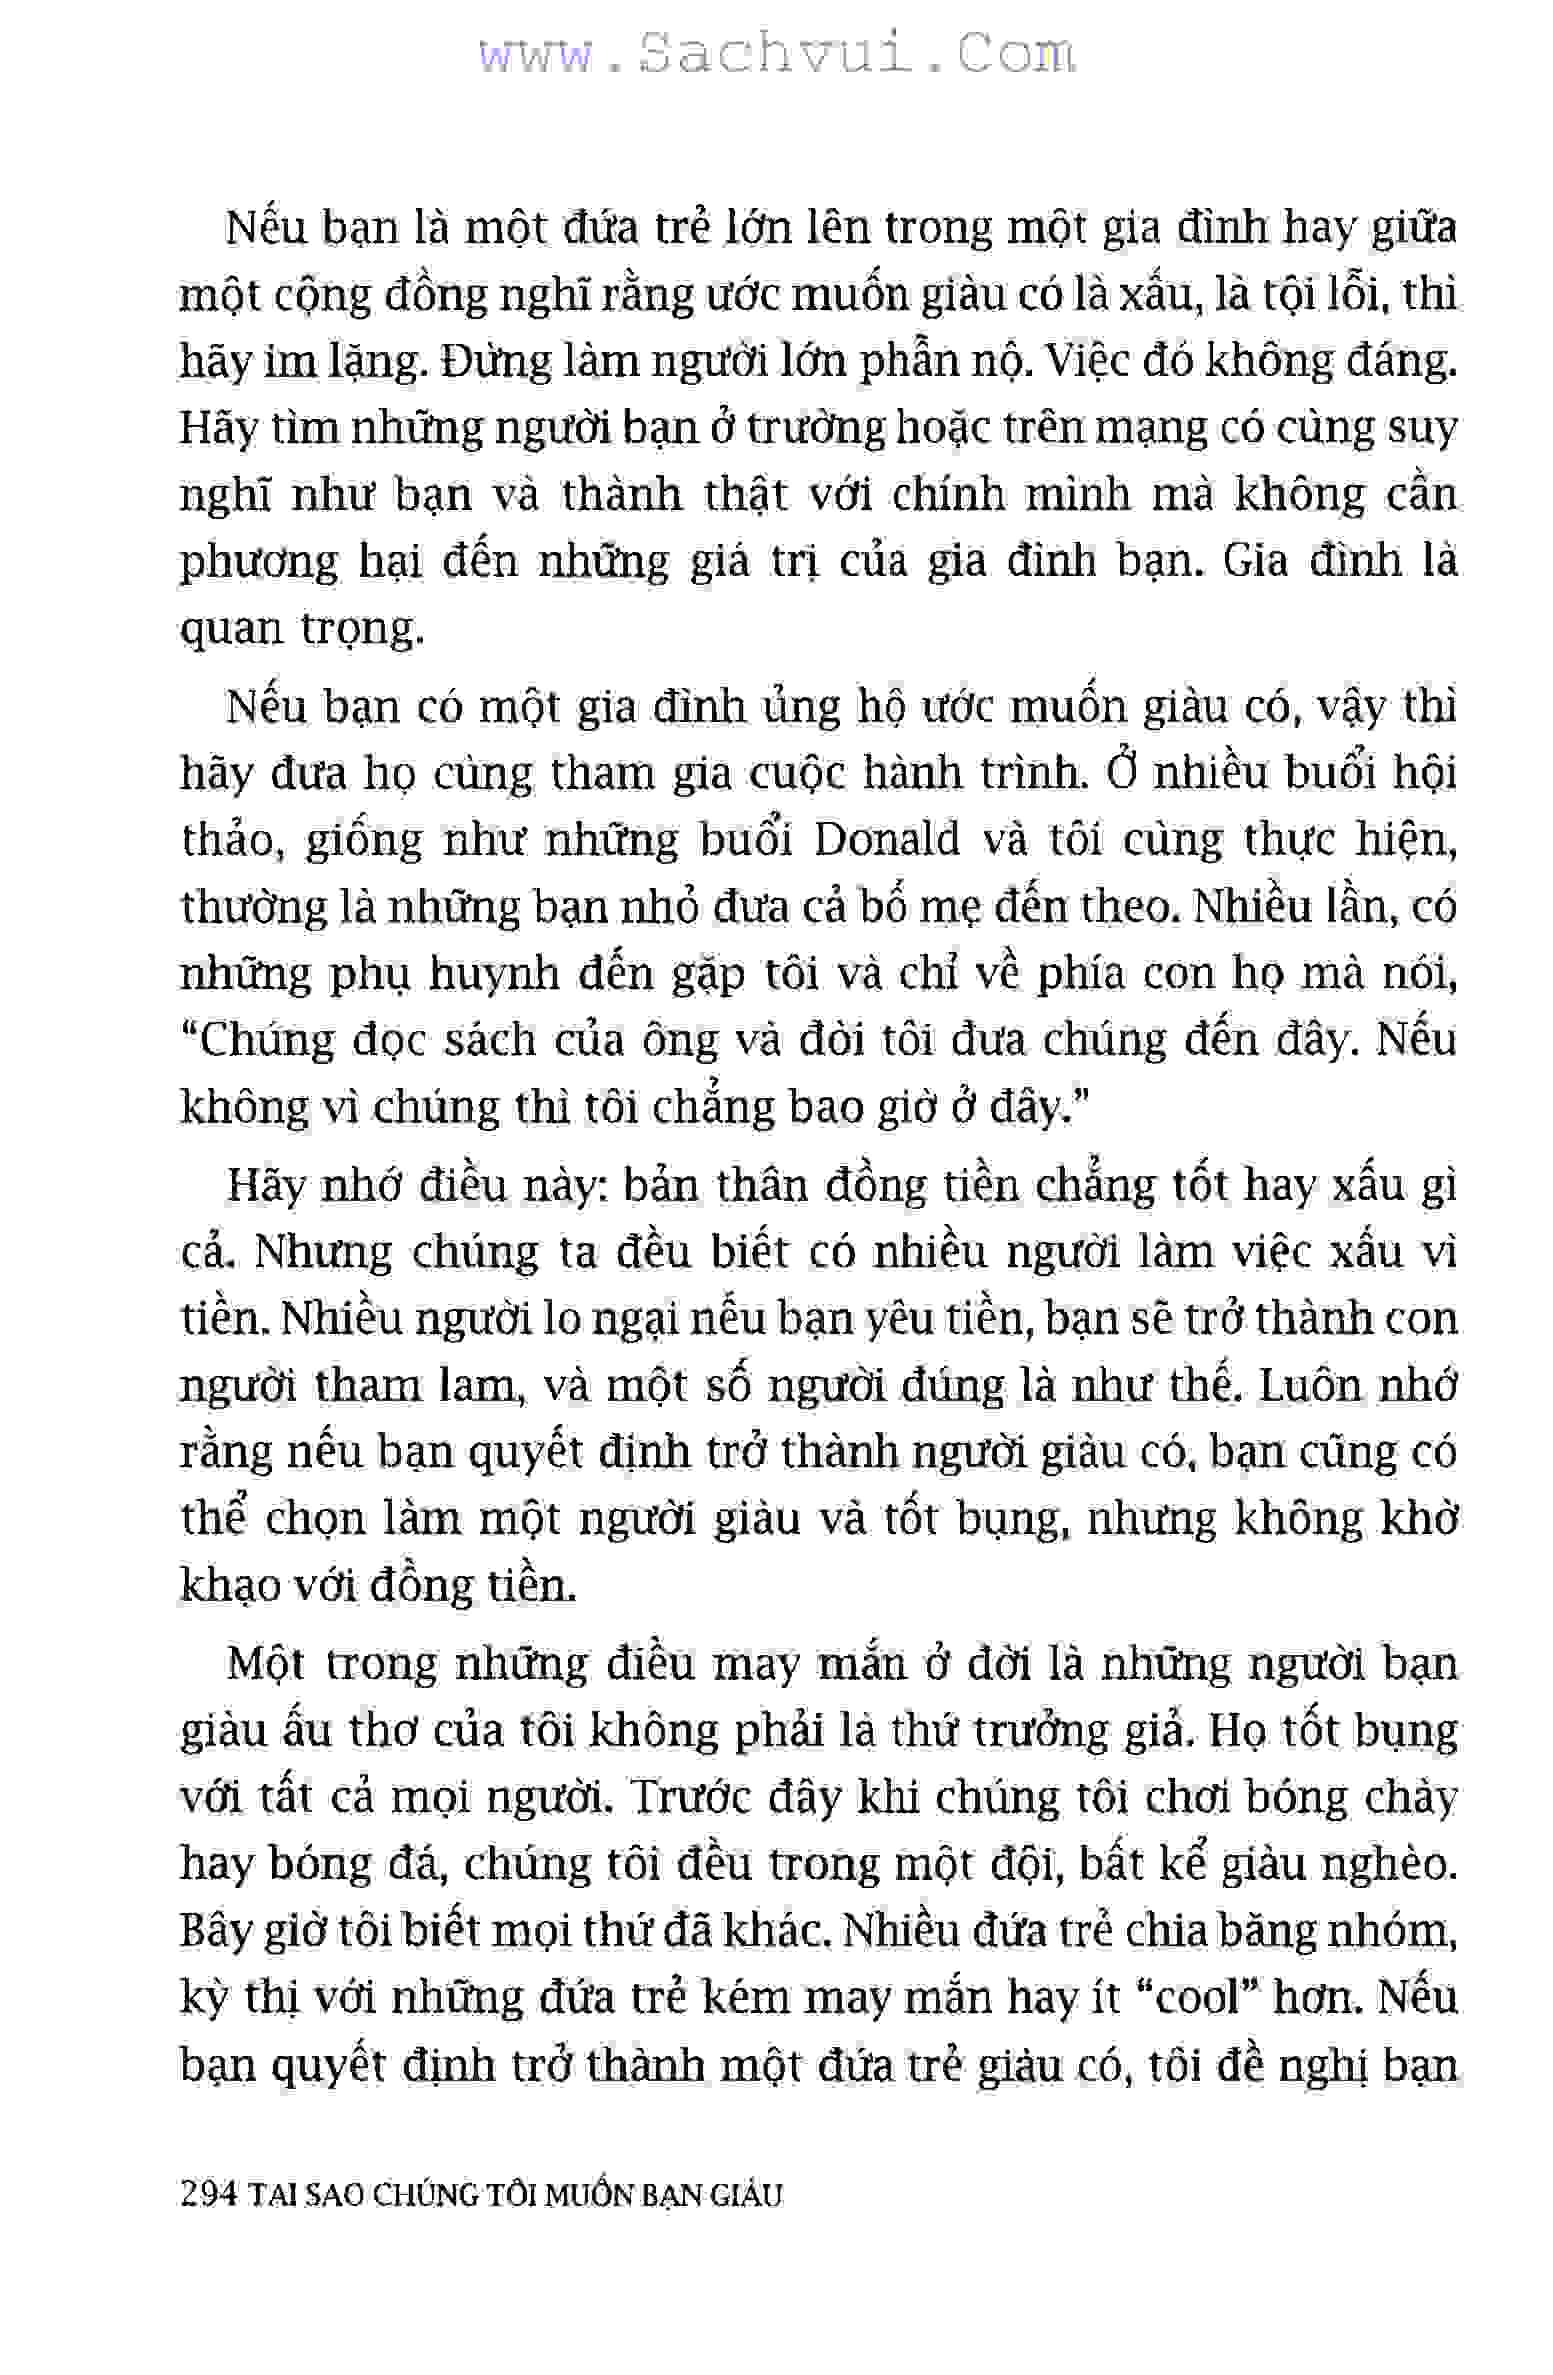 www.Sachvui.Com
Nếu bạn là một đứa trẻ lớn lên trong một gia đình hay giữa
một cộng đồng nghĩ rằng ước muốn giàu có là xấu, là tội lỗi, thì
hãy im lặng. Đừng làm người lớn phẫn nộ. Việc đó không đáng.
Hãy tìm những người bạn ở trường hoặc trên mạng có cùng suy
nghĩ như bạn và thành thật với chính mình mà không cần
phương hại đến những giá trị của gia đình bạn. Gia đình là
quan trọng.
Nếu bạn có một gia đình ủng hộ ước muốn giàu có, vậy thì
hãy đưa họ cùng tham gia cuộc hành trình. Ở nhiều buổi hội
thảo, giống như những buổi Donald và tôi cùng thực hiện,
thường là những bạn nhỏ đưa cả bố mẹ đến theo. Nhiều lần, có
những phụ huynh đến gặp tôi và chỉ về phía con họ mà nói,
“Chúng đọc sách của ông và đòi tôi đưa chúng đến đây. Nếu
không vì chúng thì tôi chẳng bao giờ ở đây.”
Hãy nhớ điều này: bản thân đồng tiền chẳng tốt hay xấu gì
cả. Nhưng chúng ta đều biết có nhiều người làm việc xấu vì
tiền. Nhiều người lo ngại nếu bạn yêu tiền, bạn sẽ trở thành con
người tham lam, và một số người đúng là như thế. Luôn nhớ
rằng nếu bạn quyết định trở thành người giàu có, bạn cũng có
thể chọn làm một người giàu và tốt bụng, nhưng không khờ
khạo với đồng tiền.
Một trong những điều may mắn ở đời là những người bạn
giàu ấu thơ của tôi không phải là thứ trưởng giả. Họ tốt bụng
với tất cả mọi người. Trước đây khi chúng tôi chơi bóng chày
hay bóng đá, chúng tôi đều trong một đội, bất kể giàu nghèo.
Bây giờ tôi biết mọi thứ đã khác. Nhiều đứa trẻ chia băng nhóm,
kỳ thị với những đứa trẻ kém may mắn hay ít “cool” hơn. Nếu
bạn quyết định trở thành một đứa trẻ giàu có, tôi đề nghị bạn
294 TẠI SAO CHÚNG TÔI MUỐN BẠN GIÀU